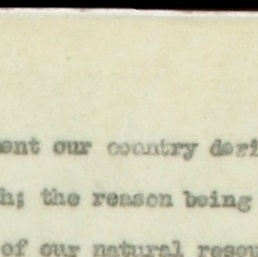 ent our country deri
h; the reason being
of our natural resou